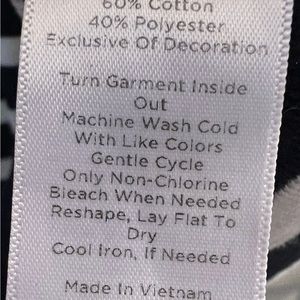 60% Cotton
40% Polyester
Exclusive Of Decoration
Turn Garment Inside
Out
Machine Wash Cold
With Like Colors
Gentle Cycle
Only Non-Chlorine
Bleach When Needed
Reshape, Lay Flat To
Dry
Cool Iron, If Needed
Made In Vietnam